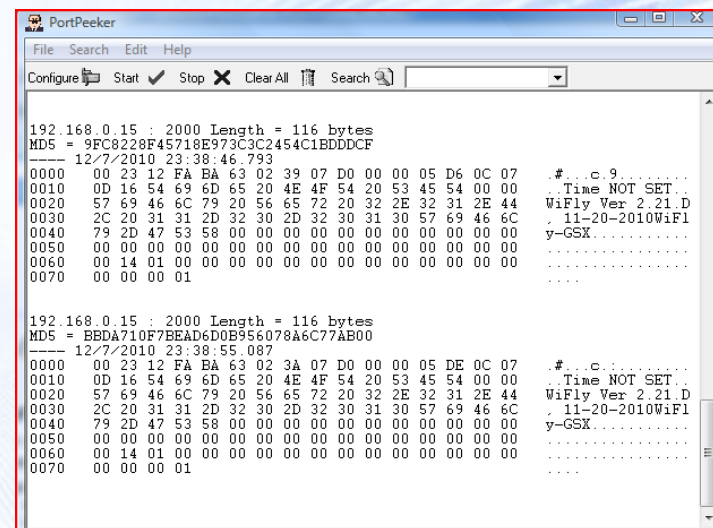 PortPeeker
File Search Edit Help
Configure Start Stop Clear All Search
192.168.0.15 : 2000 Length = 116 bytes
MD5 = 9FC8228F45718E973C3C2454C1BDDDCF
---- 12/7/2010 23:38:46.793
0000 00 23 12 FA BA 63 02 39 07 D0 00 00 05 D6 0C 07 .#...c.9........
0010 0D 16 54 69 6D 65 20 4E 4F 54 20 53 45 54 00 00 ..Time NOT SET..
0020 57 69 46 6C 79 20 56 65 72 20 32 2E 32 31 2E 44 WiFly Ver 2.21.D
0030 2C 20 31 31 2D 32 30 2D 32 30 31 30 57 69 46 6C , 11-20-2010WiFl
0040 79 2D 47 53 58 00 00 00 00 00 00 00 00 00 00 00 y-GSX...........
0050 00 00 00 00 00 00 00 00 00 00 00 00 00 00 00 00 ................
0060 00 14 01 00 00 00 00 00 00 00 00 00 00 00 00 00 ................
0070 00 00 00 01 ....
192.168.0.15 : 2000 Length = 116 bytes
MD5 = BBDA710F7BEAD6D0B956078A6C77AB00
---- 12/7/2010 23:38:55.087
0000 00 23 12 FA BA 63 02 3A 07 D0 00 00 05 DE 0C 07 .#...c.:........
0010 0D 16 54 69 6D 65 20 4E 4F 54 20 53 45 54 00 00 ..Time NOT SET..
0020 57 69 46 6C 79 20 56 65 72 20 32 2E 32 31 2E 44 WiFly Ver 2.21.D
0030 2C 20 31 31 2D 32 30 2D 32 30 31 30 57 69 46 6C , 11-20-2010WiFl
0040 79 2D 47 53 58 00 00 00 00 00 00 00 00 00 00 00 y-GSX...........
0050 00 00 00 00 00 00 00 00 00 00 00 00 00 00 00 00 ................
0060 00 14 01 00 00 00 00 00 00 00 00 00 00 00 00 00 ................
0070 00 00 00 01 ....